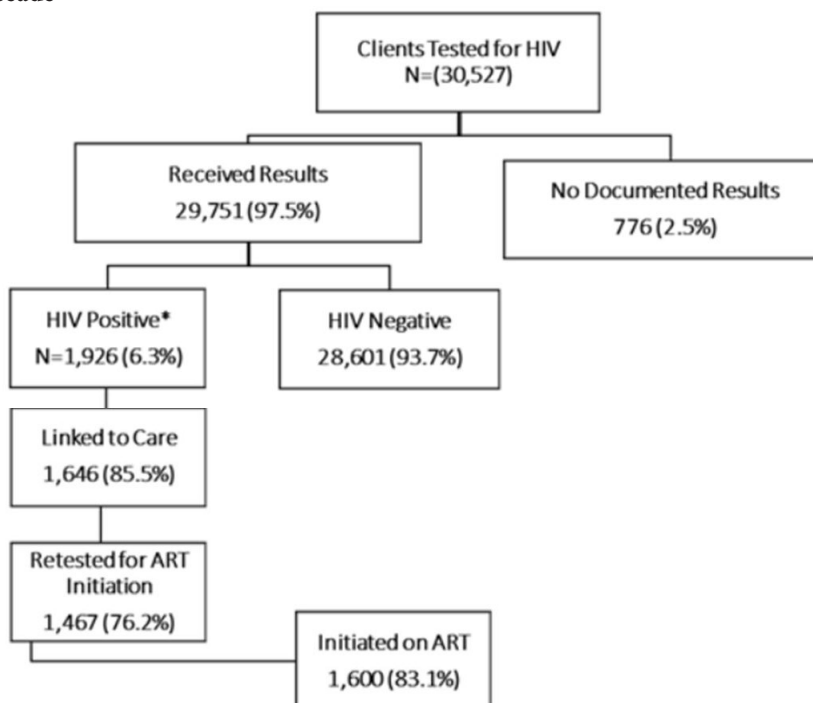 Clients Tested for HIV
N=(30,527)
Received Results
29,751 (97.5%)
No Documented Results
776 (2.5%)
HIV Positive*
N=1,926 (6.3%)
HIV Negative
28,601 (93.7%)
Linked to Care
1,646 (85.5%)
Retested for ART
Initiation
1,467 (76.2%)
Initiated on ART
1,600 (83.1%)